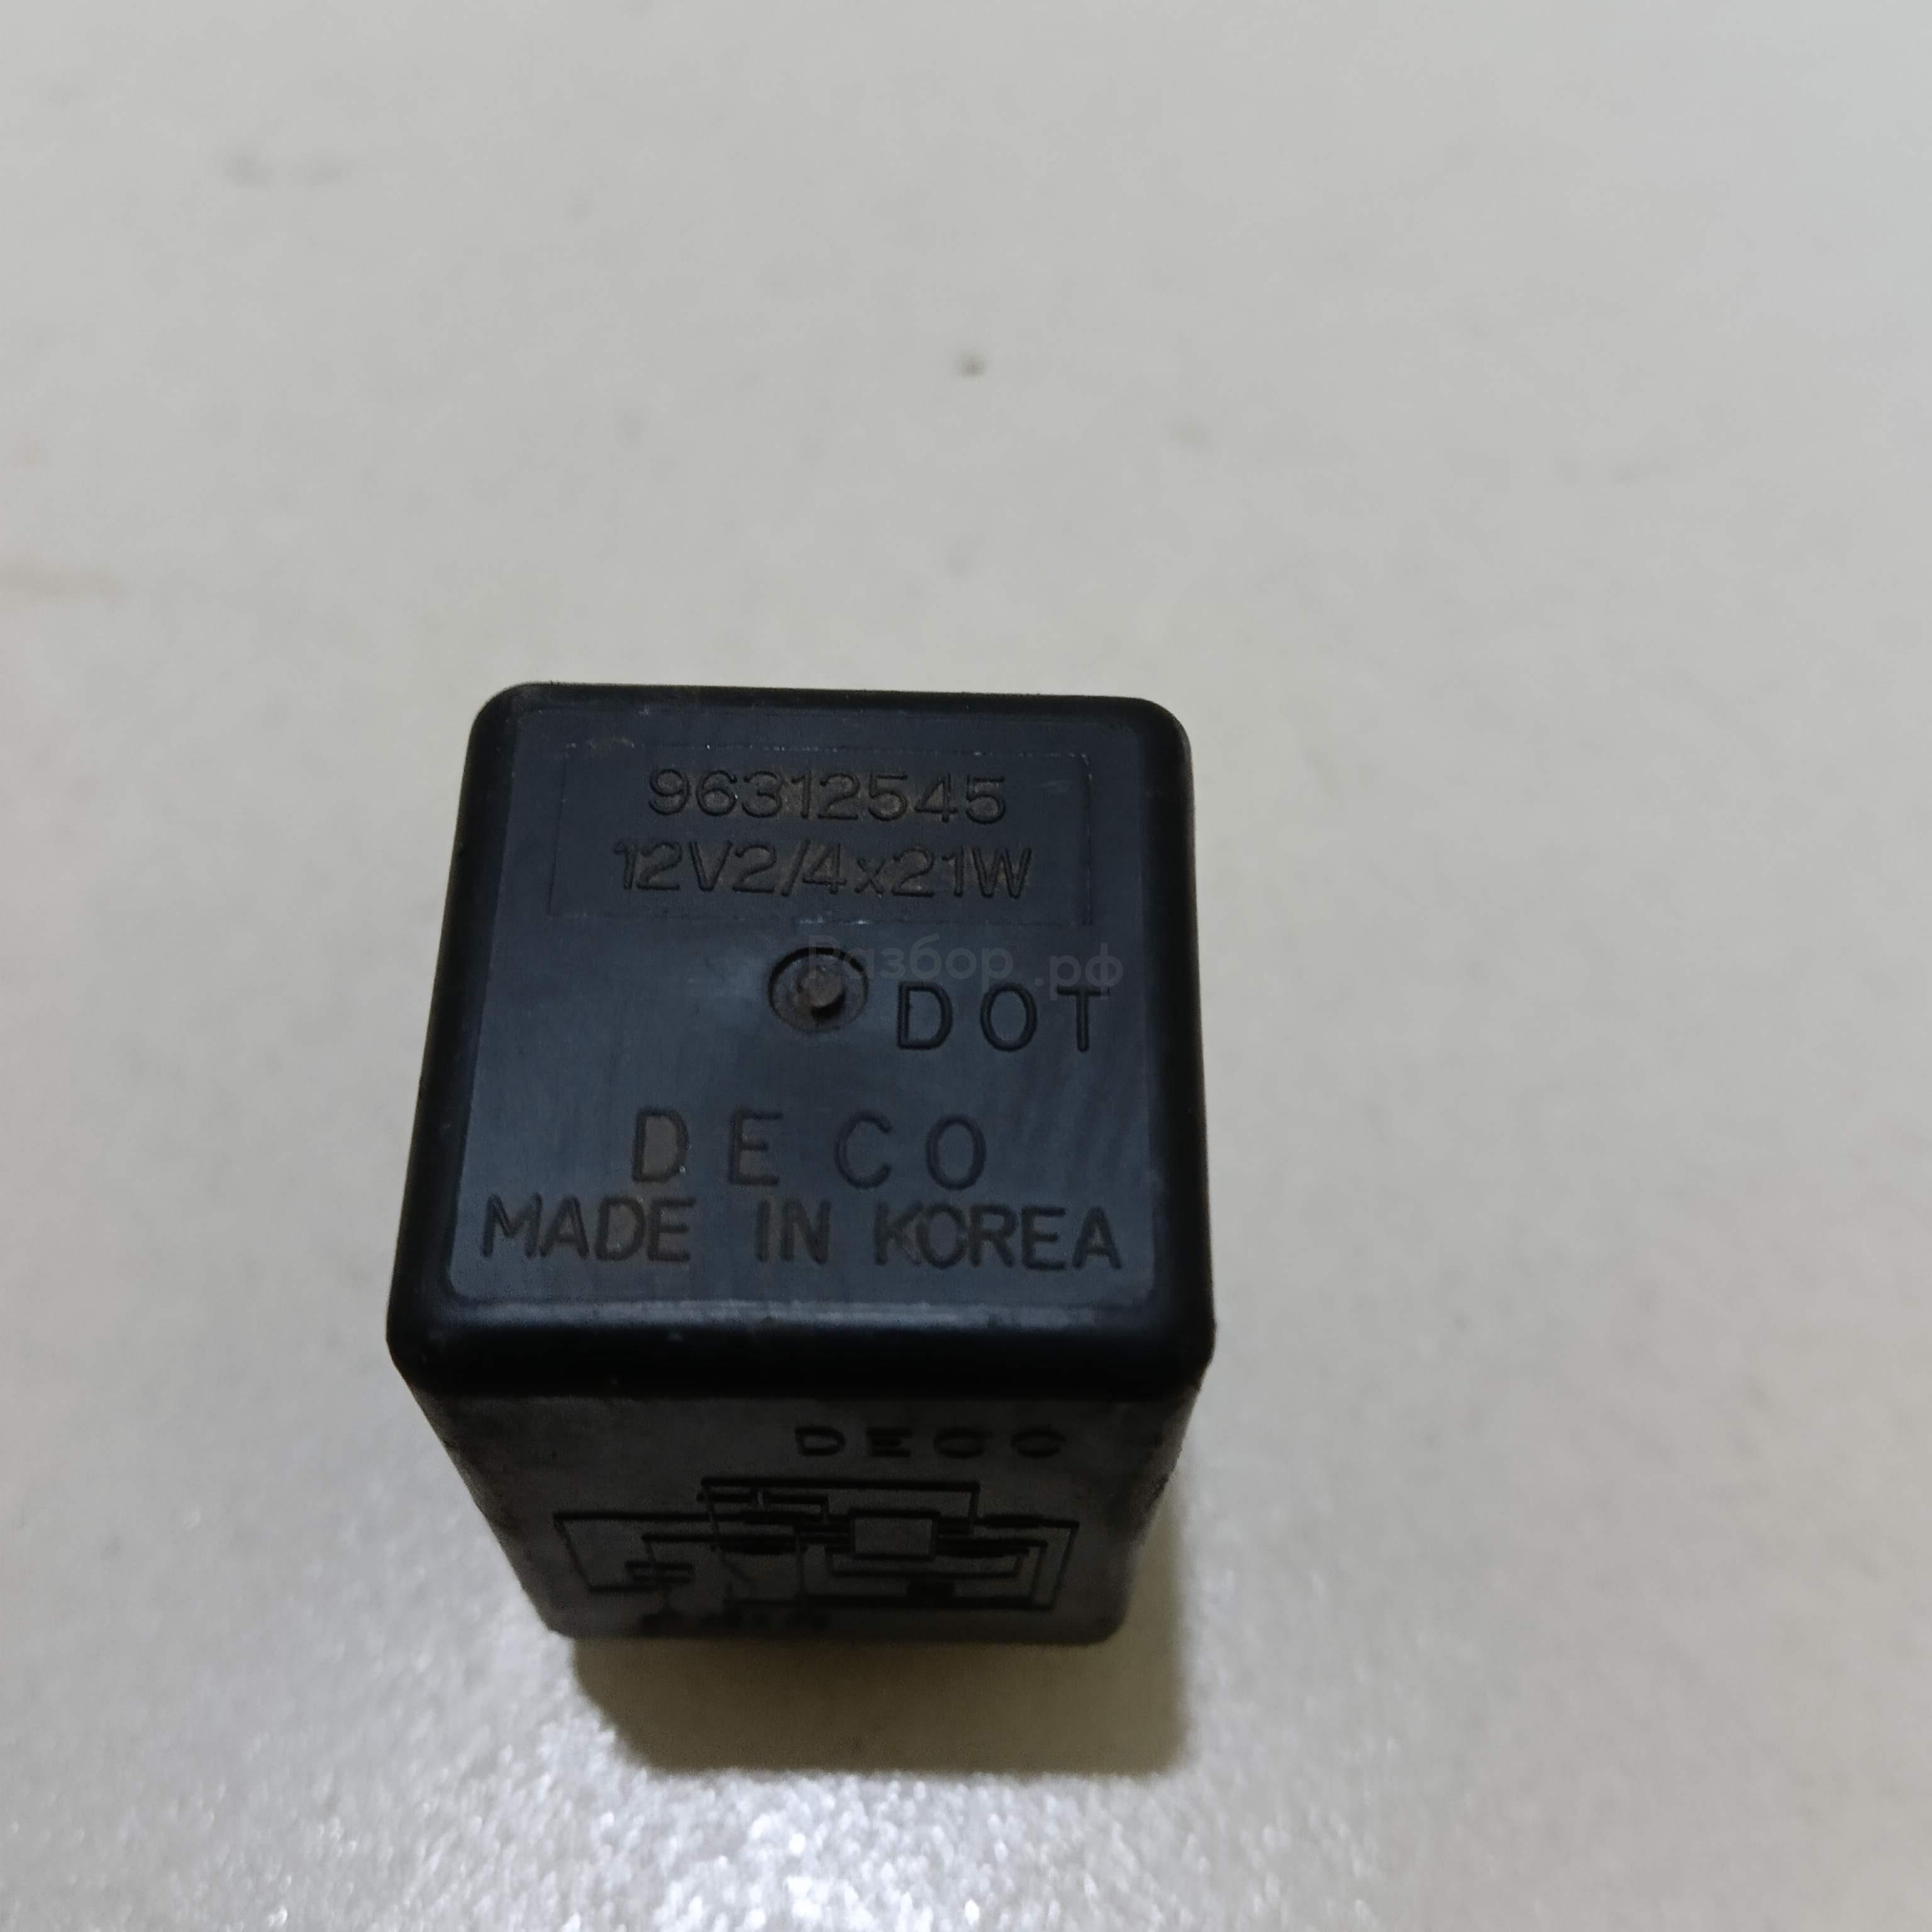 96312545
12V2/4x21W
Разбор.рф
DOT
DECO
MADE IN KOREA
DECO